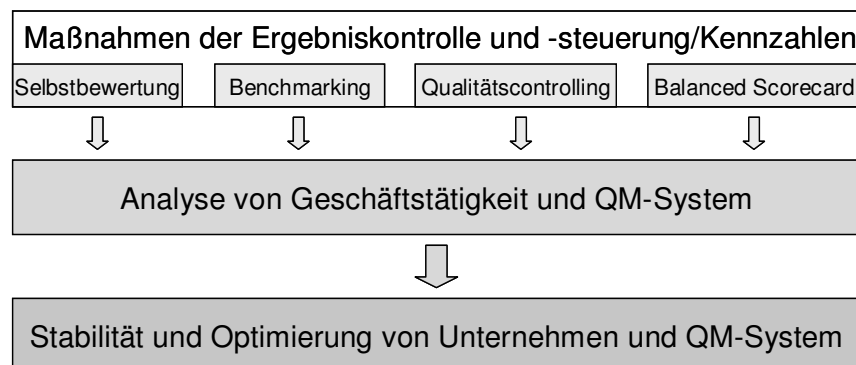 Maßnahmen der Ergebniskontrolle und -steuerung/Kennzahlen
Selbstbewertung Benchmarking Qualitätscontrolling Balanced Scorecard
Analyse von Geschäftstätigkeit und QM-System
Stabilität und Optimierung von Unternehmen und QM-System